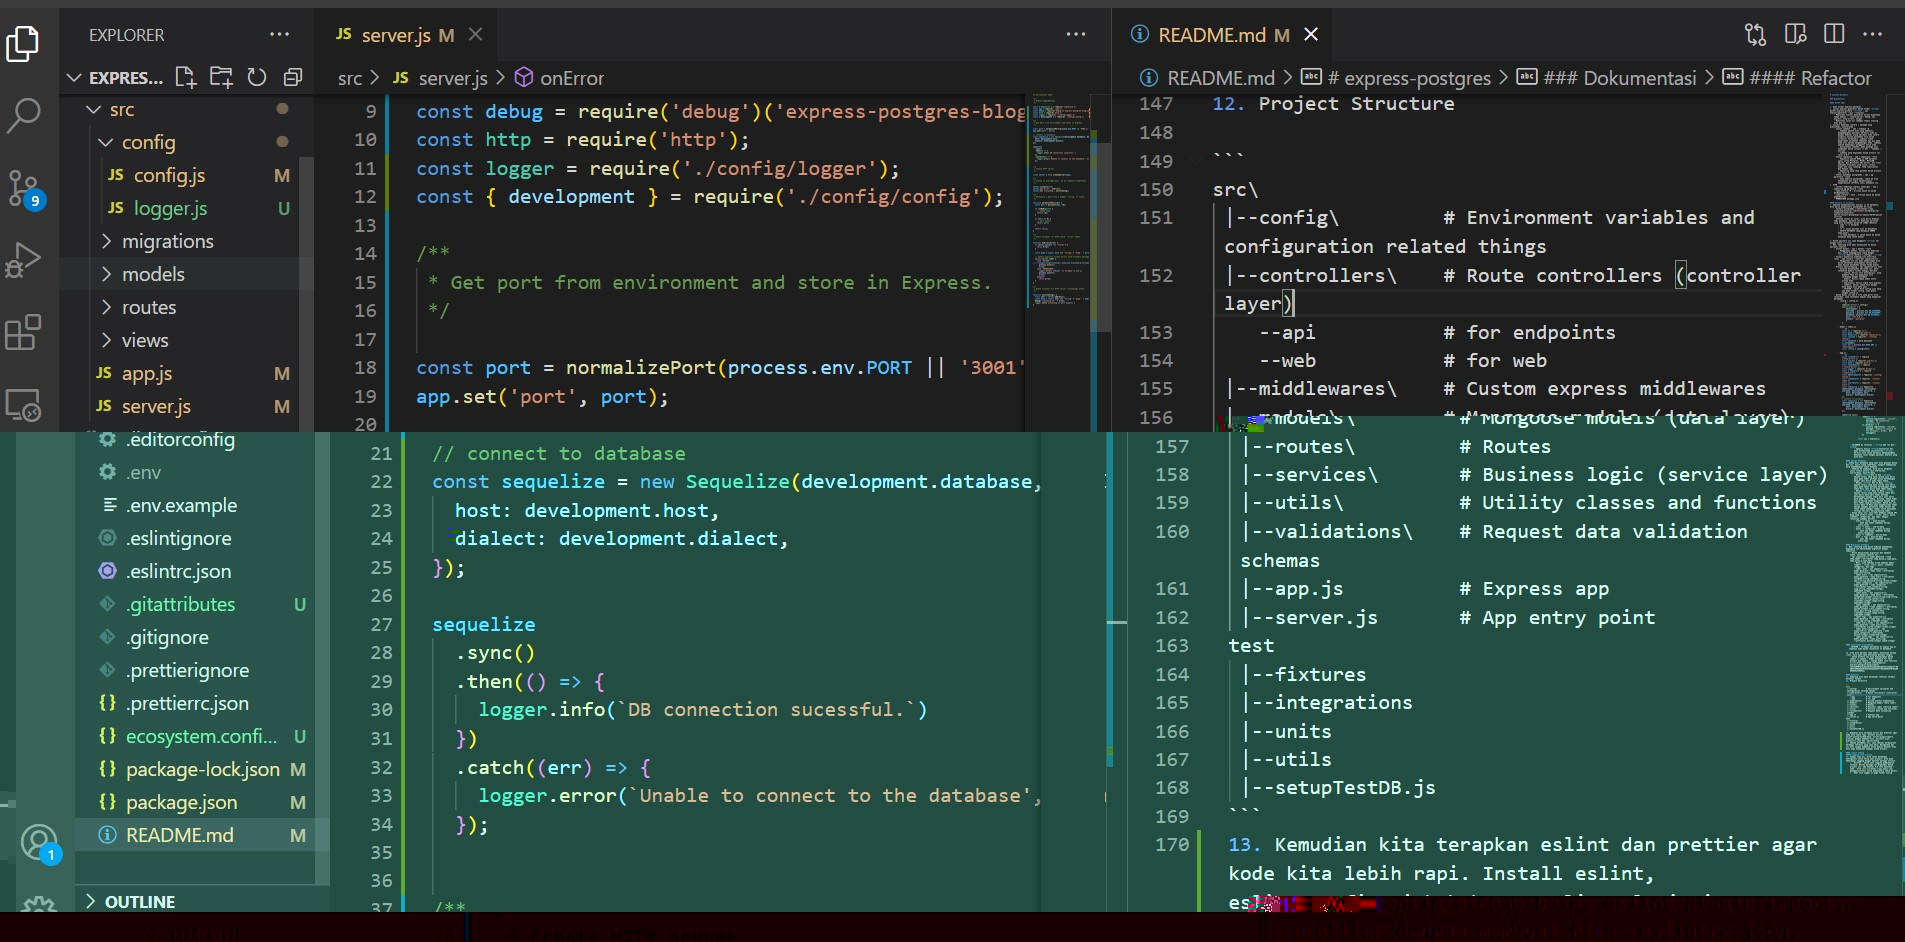 EXPLORER
EXPRES...
src
config
JS config.js M
JS logger.js U
migrations
models
routes
views
JS app.js M
JS server.js M
.editorconfig
.env
.env.example
.eslintignore
.eslintrc.json
.gitattributes U
.gitignore
.prettierignore
.prettierrc.json
ecosystem.confi... U
package-lock.json M
package.json M
README.md M
OUTLINE
9
1
JS server.js M
src > JS server.js > onError
9 const debug = require('debug')('express-postgres-blog
10 const http = require('http');
11 const logger = require('./config/logger');
12 const { development } = require('./config/config');
13
14 /**
15 * Get port from environment and store in Express.
16 */
17
18 const port = normalizePort(process.env.PORT || '3001'
19 app.set('port', port);
20
21 // connect to database
22 const sequelize = new Sequelize(development.database,
23 host: development.host,
24 dialect: development.dialect,
25 });
26
27 sequelize
28 .sync()
29 .then(() => {
30 logger.info(`DB connection sucessful.`)
31 })
32 .catch((err) => {
33 logger.error(`Unable to connect to the database',
34 });
35
36
37 /**
README.md M
README.md > # express-postgres > ### Dokumentasi > #### Refactor
147 12. Project Structure
148
149 ```
150 src\
151 |--config\ # Environment variables and
configuration related things
152 |--controllers\ # Route controllers (controller
layer)
153 --api # for endpoints
154 --web # for web
155 |--middlewares\ # Custom express middlewares
156 |--models\ # Mongoose models (data layer)
157 |--routes\ # Routes
158 |--services\ # Business logic (service layer)
159 |--utils\ # Utility classes and functions
160 |--validations\ # Request data validation
schemas
161 |--app.js # Express app
162 |--server.js # App entry point
163 test
164 |--fixtures
165 |--integrations
166 |--units
167 |--utils
168 |--setupTestDB.js
169 ```
170 13. Kemudian kita terapkan eslint dan prettier agar
kode kita lebih rapi. Install eslint,